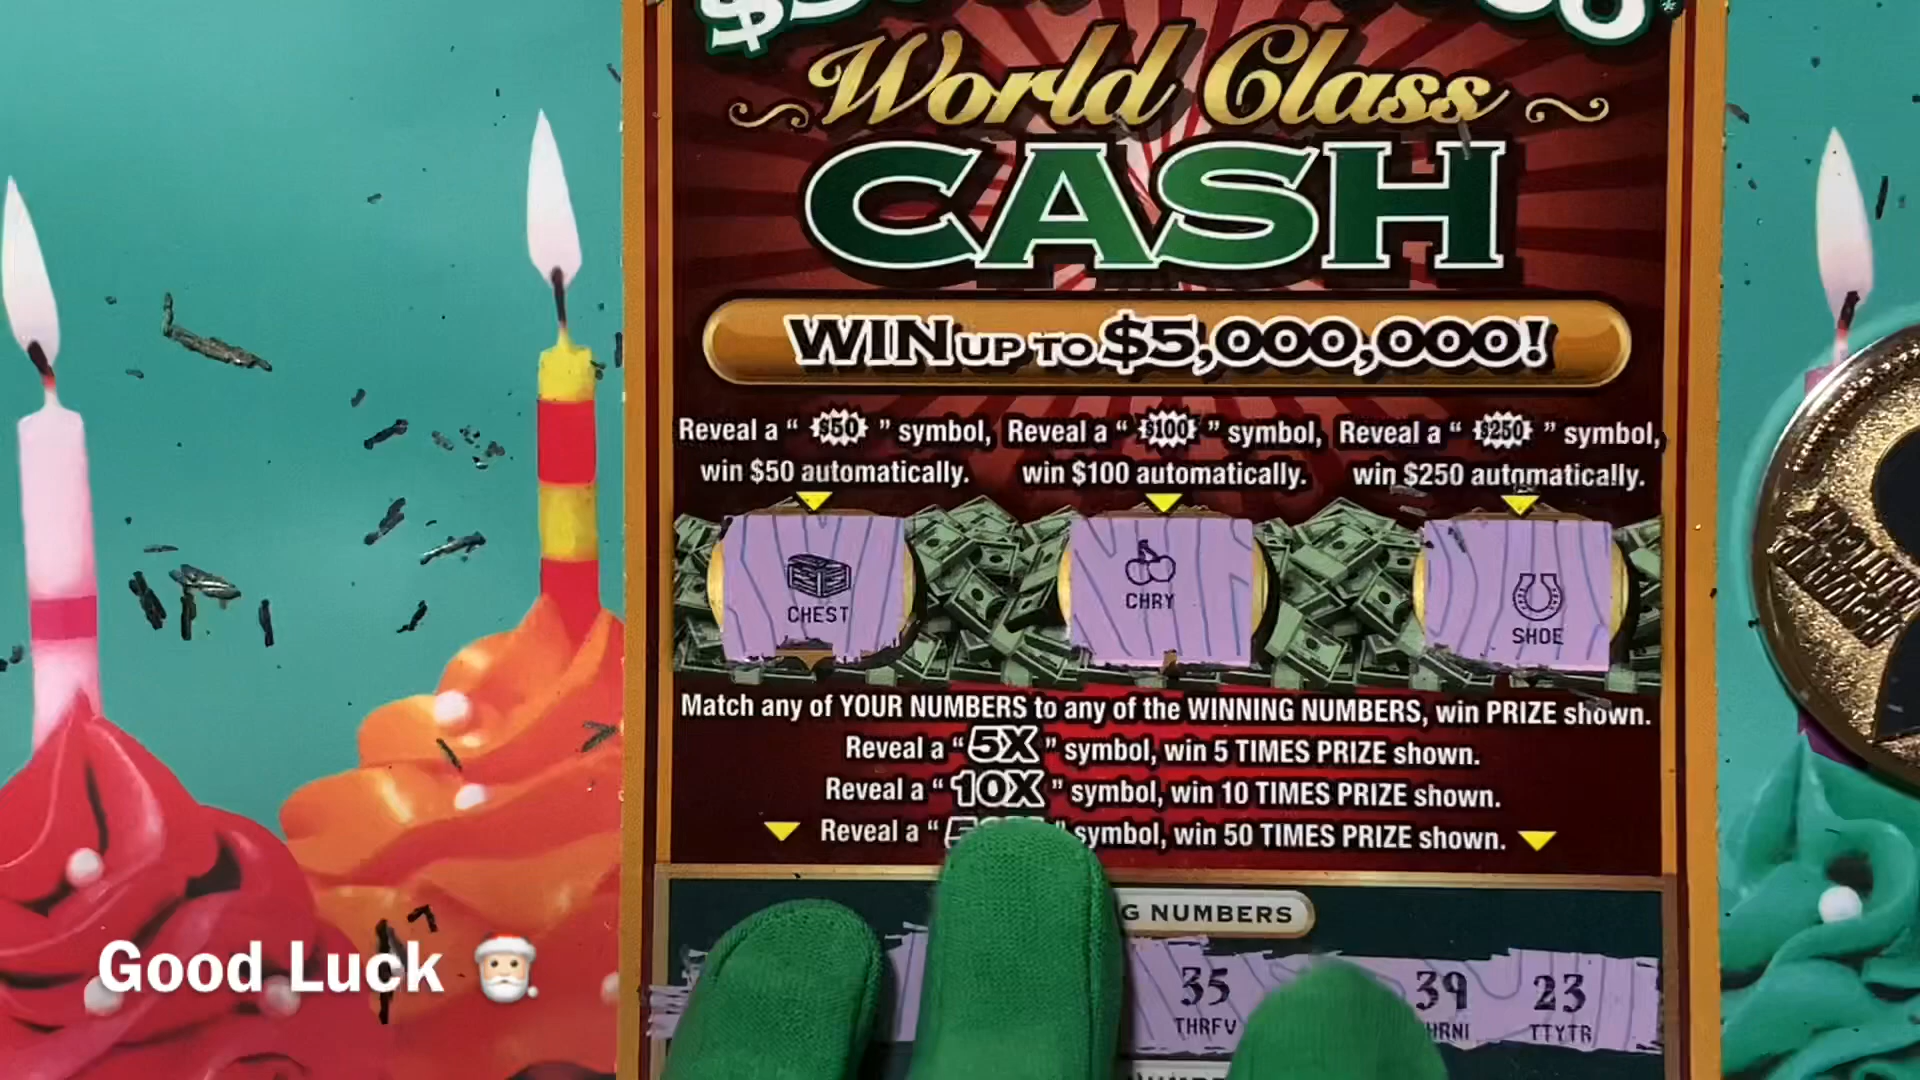 World Class
CASH
WIN UP TO $5,000,000!
Reveal a " $50 " symbol, win $50 automatically.
Reveal a " $100 " symbol, win $100 automatically.
Reveal a " $250 " symbol, win $250 automatically.
CHEST
CHRY
SHOE
Match any of YOUR NUMBERS to any of the WINNING NUMBERS, win PRIZE shown.
Reveal a " 5X " symbol, win 5 TIMES PRIZE shown.
Reveal a " 10X " symbol, win 10 TIMES PRIZE shown.
Reveal a " " symbol, win 50 TIMES PRIZE shown.
NUMBERS
35 39 23
THRFV TTYTR
Good Luck 🎅🏻